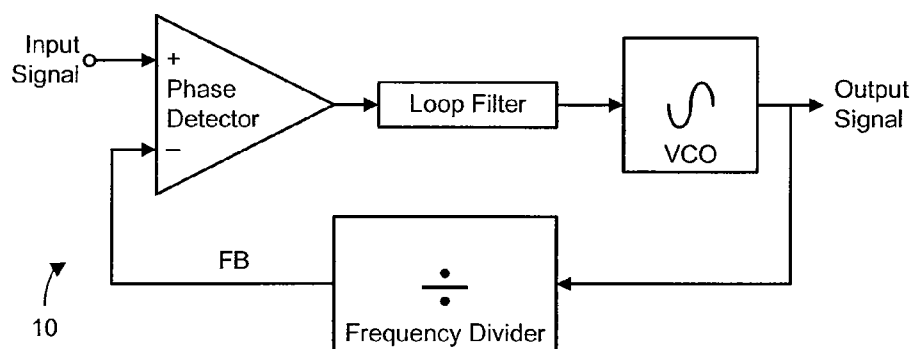 Input
Signal
+
Phase
Detector
−
Loop Filter
VCO
Output
Signal
FB
÷
Frequency Divider
10